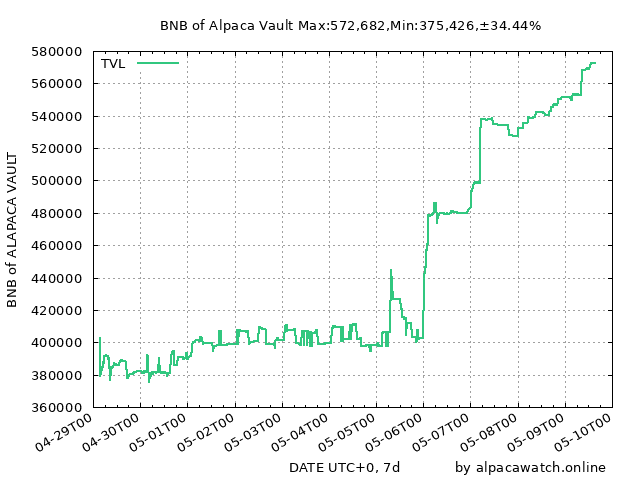 BNB of Alpaca Vault Max:572,682,Min:375,426,±34.44%
TVL
580000
560000
540000
520000
500000
480000
460000
440000
420000
400000
380000
360000
BNB of ALAPACA VAULT
04-29T00
04-30T00
05-01T00
05-02T00
05-03T00
05-04T00
05-05T00
05-06T00
05-07T00
05-08T00
05-09T00
05-10T00
DATE UTC+0, 7d
by alpacawatch.online